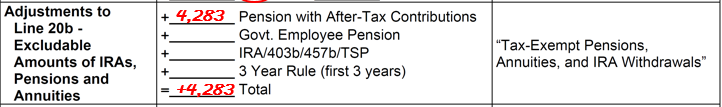 Adjustments to
Line 20b -
Excludable
Amounts of IRAs,
Pensions and
Annuities
+ 4,283 Pension with After-Tax Contributions
+ Govt. Employee Pension
+ IRA/403b/457b/TSP
+ 3 Year Rule (first 3 years)
= +4,283 Total
“Tax-Exempt Pensions,
Annuities, and IRA Withdrawals”